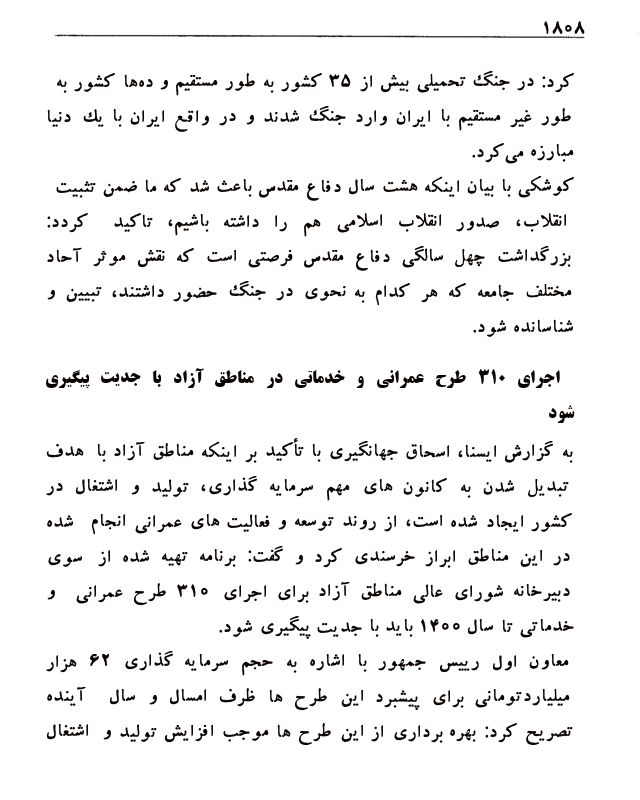 ۱۸۰۸
کرد: در جنگ تحمیلی بیش از ۳۵ کشور به طور مستقیم و ده‌ها کشور به
طور غیر مستقیم با ایران وارد جنگ شدند و در واقع ایران با یك دنیا
مبارزه می‌کرد.
کوشکی با بیان اینکه هشت سال دفاع مقدس باعث شد که ما ضمن تثبیت
انقلاب، صدور انقلاب اسلامی هم را داشته باشیم، تاکید کردد:
بزرگداشت چهل سالگی دفاع مقدس فرصتی است که نقش موثر آحاد
مختلف جامعه که هر کدام به نحوی در جنگ حضور داشتند، تبیین و
شناسانده شود.
اجرای ۳۱۰ طرح عمرانی و خدماتی در مناطق آزاد با جدیت پیگیری
شود
به گزارش ایسنا، اسحاق جهانگیری با تأکید بر اینکه مناطق آزاد با هدف
تبدیل شدن به کانون های مهم سرمایه گذاری، تولید و اشتغال در
کشور ایجاد شده است، از روند توسعه و فعالیت های عمرانی انجام شده
در این مناطق ابراز خرسندی کرد و گفت: برنامه تهیه شده از سوی
دبیرخانه شورای عالی مناطق آزاد برای اجرای ۳۱۰ طرح عمرانی و
خدماتی تا سال ۱۴۰۰ باید با جدیت پیگیری شود.
معاون اول رییس جمهور با اشاره به حجم سرمایه گذاری ۶۲ هزار
میلیاردتومانی برای پیشبرد این طرح ها ظرف امسال و سال آینده
تصریح کرد: بهره برداری از این طرح ها موجب افزایش تولید و اشتغال